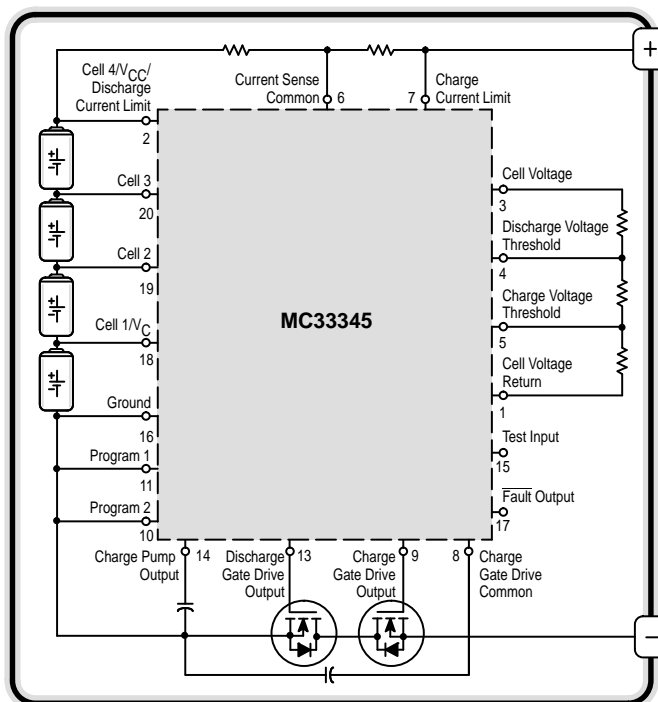 +
Cell 4/VCC/
Discharge
Current Limit
2
Current Sense
Common
6
7
Charge
Current Limit
Cell 3
20
Cell 2
19
Cell 1/VC
18
Ground
16
Program 1
11
Program 2
10
MC33345
Cell Voltage
3
Discharge Voltage
Threshold
4
Charge Voltage
Threshold
5
Cell Voltage
Return
1
Test Input
15
Fault Output
17
Charge Pump
Output
14
Discharge
Gate Drive
Output
13
Charge
Gate Drive
Output
9
8
Charge
Gate Drive
Common
–